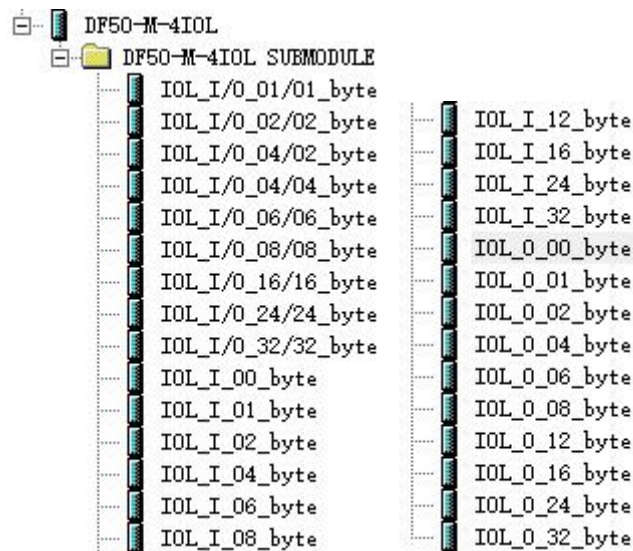 DF50-M-4IOL
DF50-M-4IOL SUBMODULE
IOL_I/O_01/01_byte
IOL_I/O_02/02_byte
IOL_I/O_04/02_byte
IOL_I/O_04/04_byte
IOL_I/O_06/06_byte
IOL_I/O_08/08_byte
IOL_I/O_16/16_byte
IOL_I/O_24/24_byte
IOL_I/O_32/32_byte
IOL_I_00_byte
IOL_I_01_byte
IOL_I_02_byte
IOL_I_04_byte
IOL_I_06_byte
IOL_I_08_byte
IOL_I_12_byte
IOL_I_16_byte
IOL_I_24_byte
IOL_I_32_byte
IOL_O_00_byte
IOL_O_01_byte
IOL_O_02_byte
IOL_O_04_byte
IOL_O_06_byte
IOL_O_08_byte
IOL_O_12_byte
IOL_O_16_byte
IOL_O_24_byte
IOL_O_32_byte